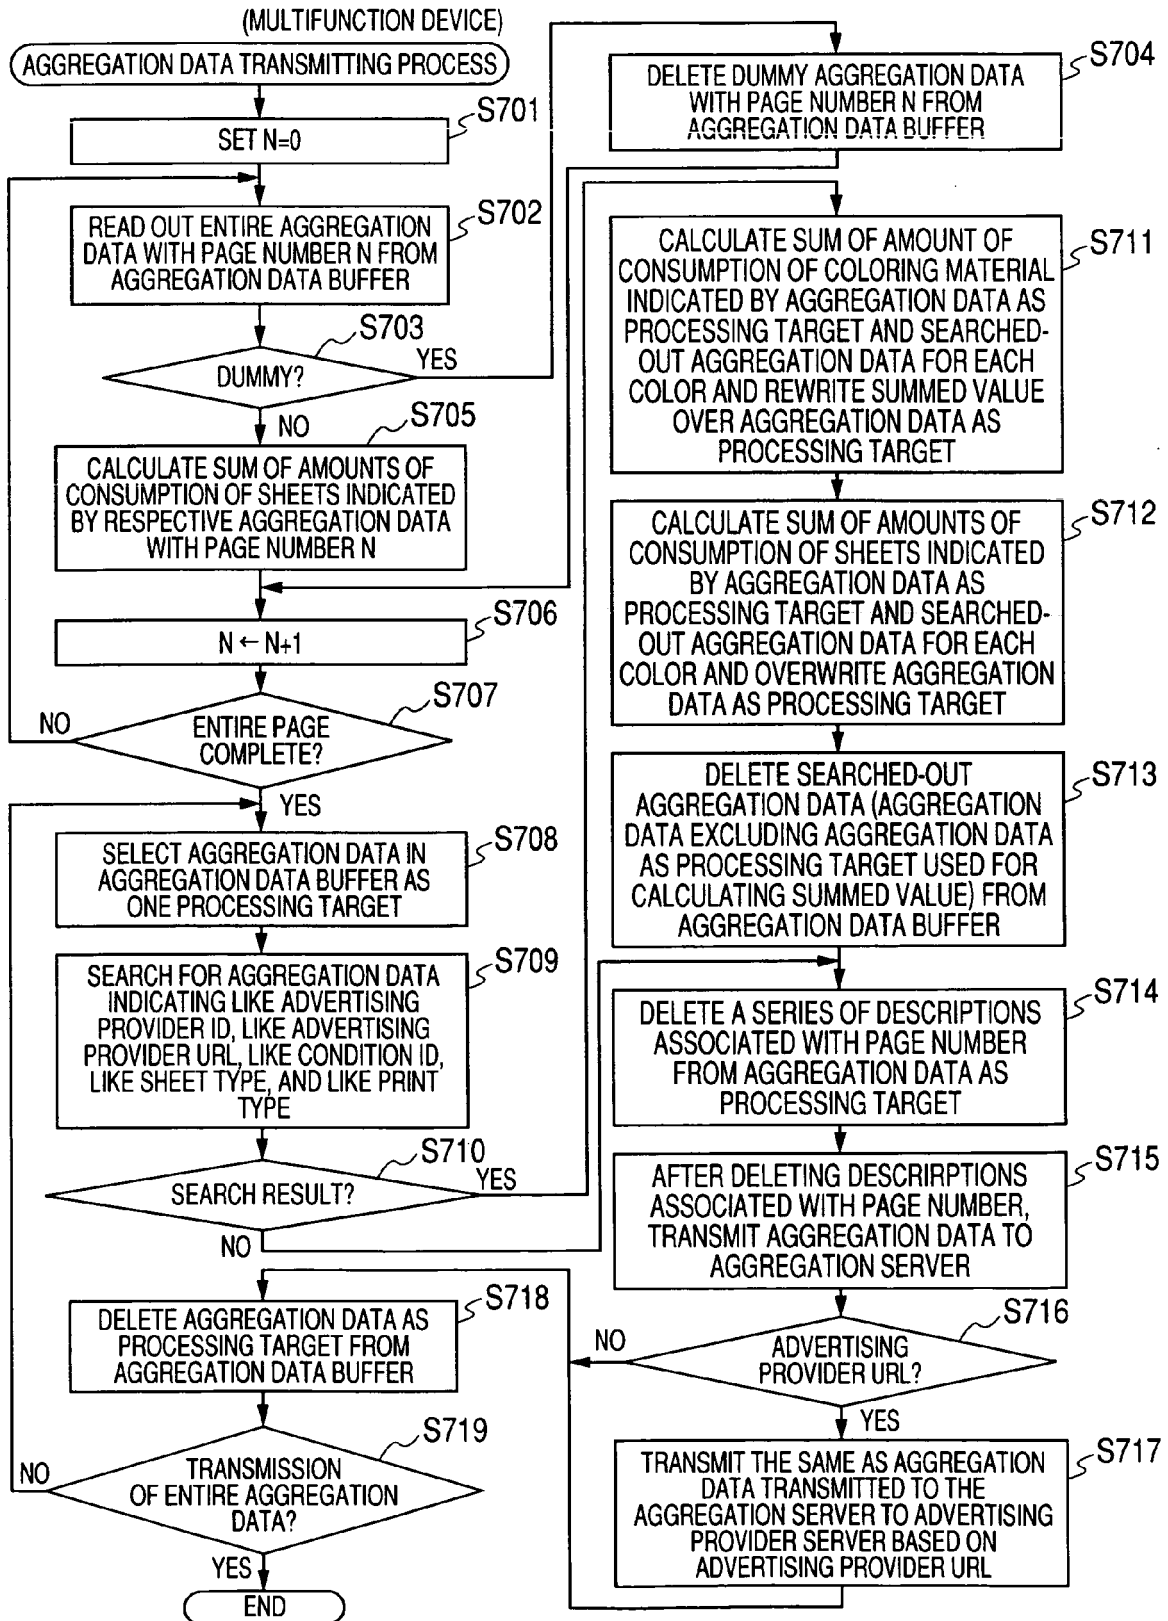 (MULTIFUNCTION DEVICE)
AGGREGATION DATA TRANSMITTING PROCESS
S701
SET N=0
S702
READ OUT ENTIRE AGGREGATION
DATA WITH PAGE NUMBER N FROM
AGGREGATION DATA BUFFER
S703
DUMMY?
YES
NO
S704
DELETE DUMMY AGGREGATION DATA
WITH PAGE NUMBER N FROM
AGGREGATION DATA BUFFER
S705
CALCULATE SUM OF AMOUNTS OF
CONSUMPTION OF SHEETS INDICATED
BY RESPECTIVE AGGREGATION DATA
WITH PAGE NUMBER N
S706
N ← N+1
S707
ENTIRE PAGE
COMPLETE?
NO
YES
S708
SELECT AGGREGATION DATA IN
AGGREGATION DATA BUFFER AS
ONE PROCESSING TARGET
S709
SEARCH FOR AGGREGATION DATA
INDICATING LIKE ADVERTISING
PROVIDER ID, LIKE ADVERTISING
PROVIDER URL, LIKE CONDITION ID,
LIKE SHEET TYPE, AND LIKE PRINT
TYPE
S710
SEARCH RESULT?
YES
NO
S711
CALCULATE SUM OF AMOUNT OF
CONSUMPTION OF COLORING MATERIAL
INDICATED BY AGGREGATION DATA AS
PROCESSING TARGET AND SEARCHED-
OUT AGGREGATION DATA FOR EACH
COLOR AND REWRITE SUMMED VALUE
OVER AGGREGATION DATA AS
PROCESSING TARGET
S712
CALCULATE SUM OF AMOUNTS OF
CONSUMPTION OF SHEETS INDICATED
BY AGGREGATION DATA AS
PROCESSING TARGET AND SEARCHED-
OUT AGGREGATION DATA FOR EACH
COLOR AND OVERWRITE AGGREGATION
DATA AS PROCESSING TARGET
S713
DELETE SEARCHED-OUT
AGGREGATION DATA (AGGREGATION
DATA EXCLUDING AGGREGATION DATA
AS PROCESSING TARGET USED FOR
CALCULATING SUMMED VALUE) FROM
AGGREGATION DATA BUFFER
S714
DELETE A SERIES OF DESCRIPTIONS
ASSOCIATED WITH PAGE NUMBER
FROM AGGREGATION DATA AS
PROCESSING TARGET
S715
AFTER DELETING DESCRIRPTIONS
ASSOCIATED WITH PAGE NUMBER,
TRANSMIT AGGREGATION DATA TO
AGGREGATION SERVER
S716
ADVERTISING
PROVIDER URL?
NO
YES
S717
TRANSMIT THE SAME AS AGGREGATION
DATA TRANSMITTED TO THE
AGGREGATION SERVER TO ADVERTISING
PROVIDER SERVER BASED ON
ADVERTISING PROVIDER URL
S718
DELETE AGGREGATION DATA AS
PROCESSING TARGET FROM
AGGREGATION DATA BUFFER
S719
TRANSMISSION
OF ENTIRE AGGREGATION
DATA?
NO
YES
END